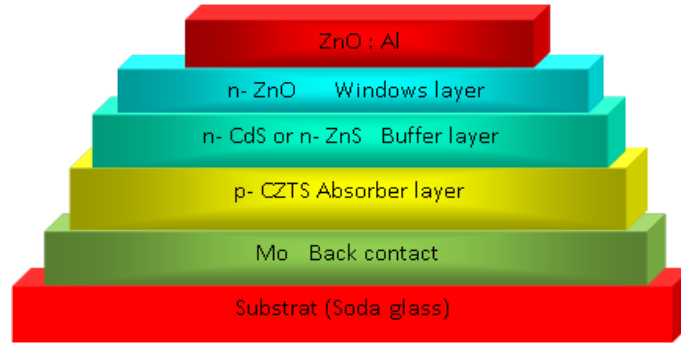 ZnO : Al
n- ZnO Windows layer
n- CdS or n- ZnS Buffer layer
p- CZTS Absorber layer
Mo Back contact
Substrat (Soda glass)